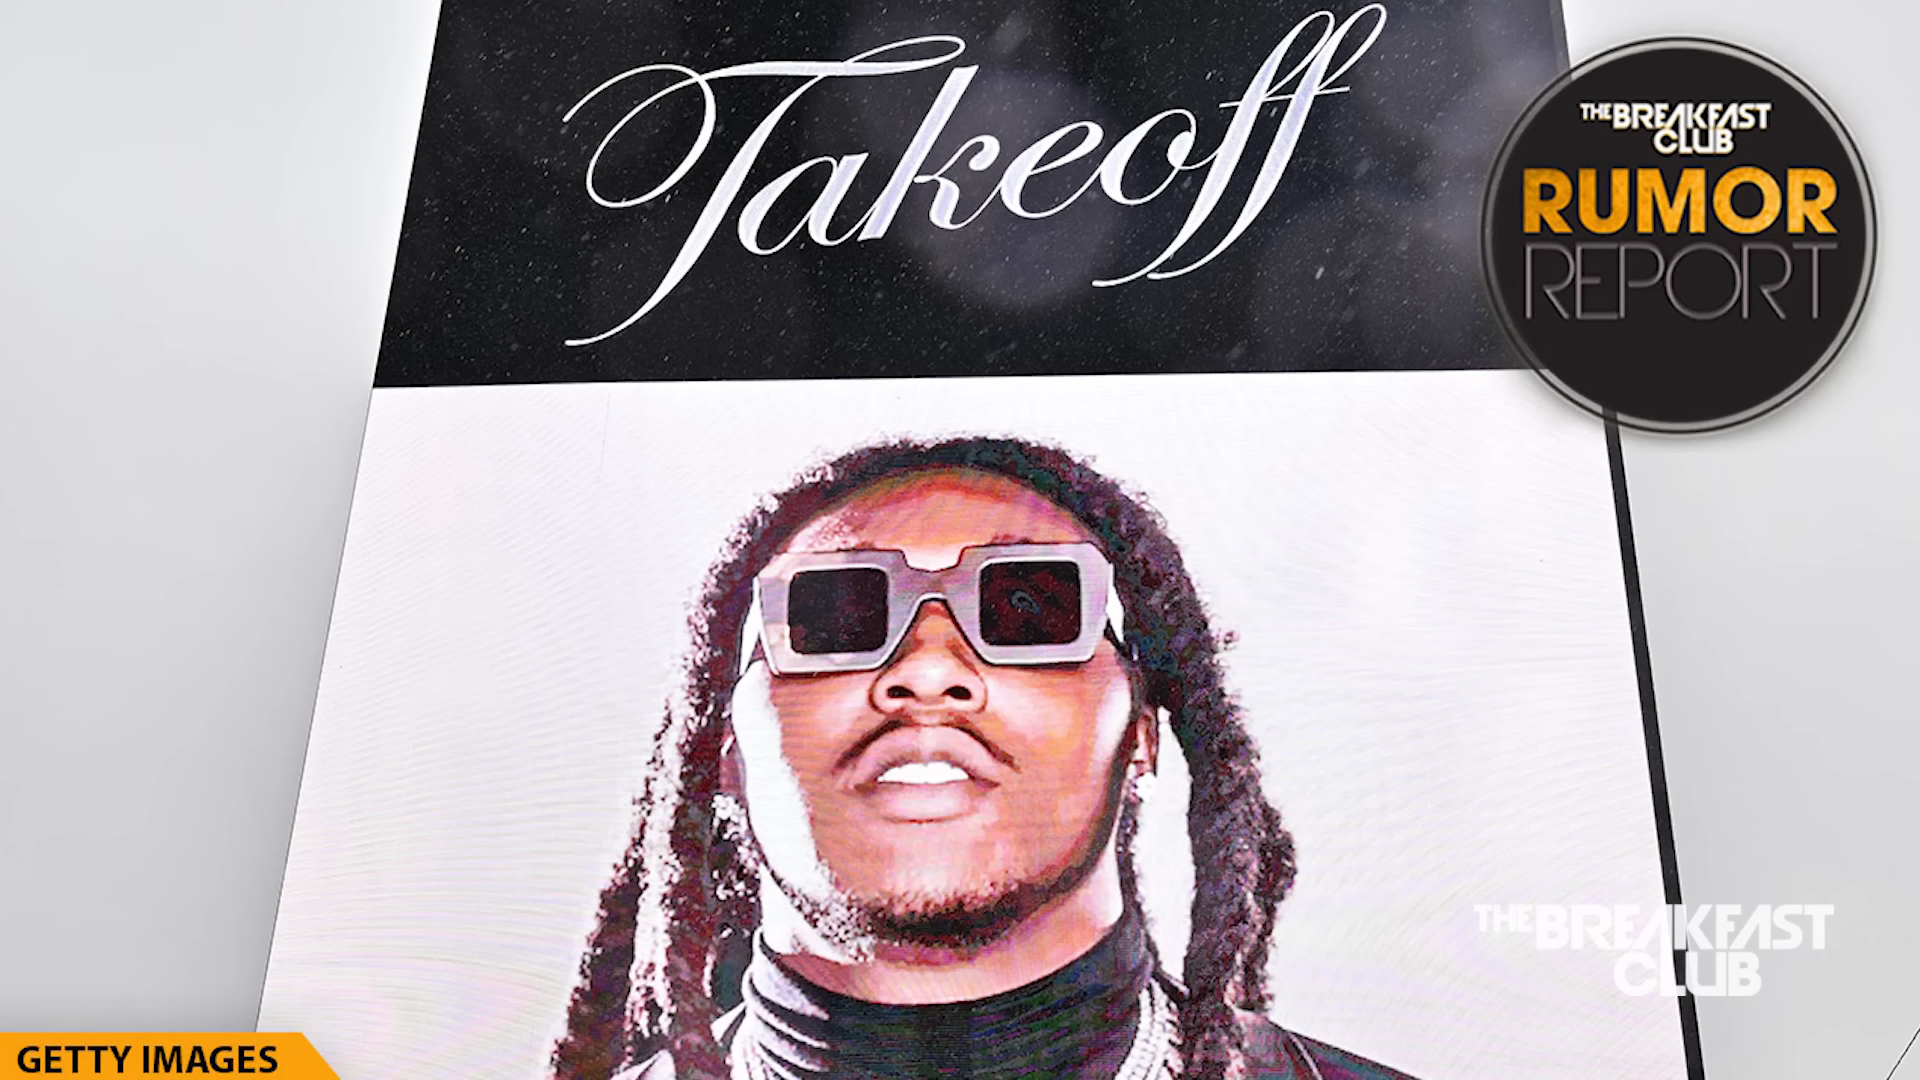 Takeoff
THE BREAKFAST
CLUB
RUMOR
REPORT
THE BREAKFAST
CLUB
GETTY IMAGES